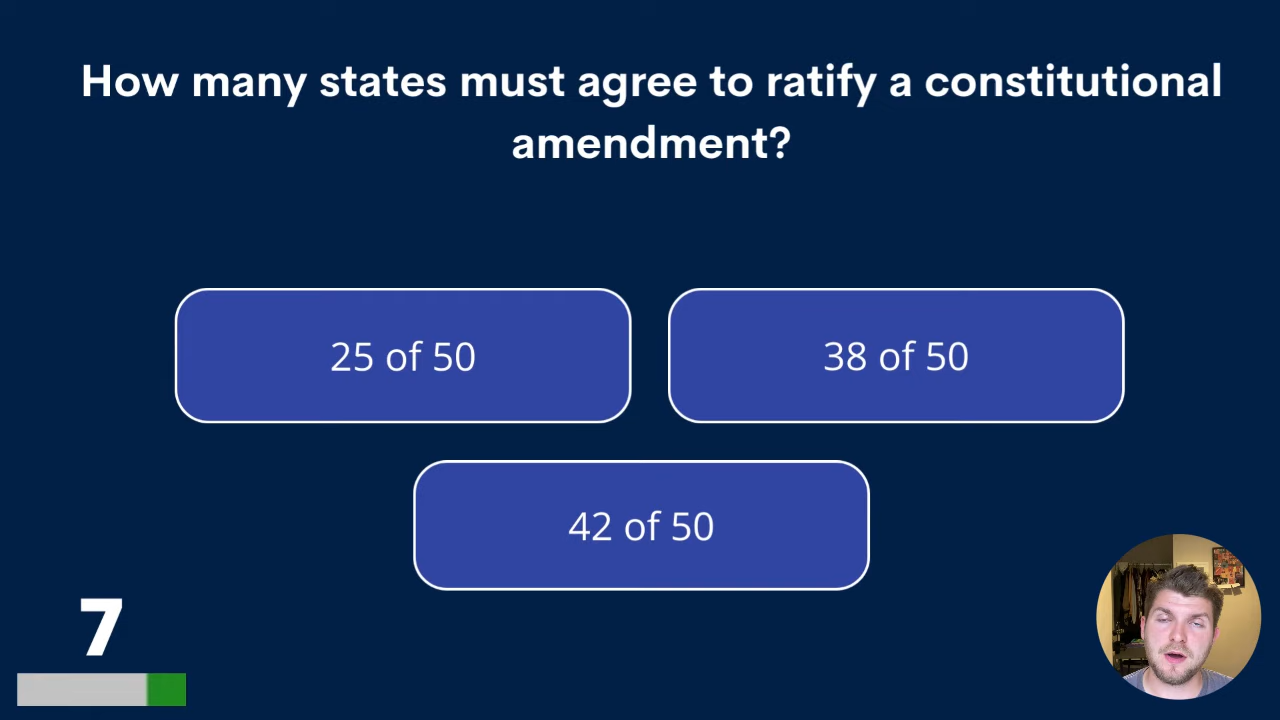 How many states must agree to ratify a constitutional
amendment?
25 of 50
38 of 50
42 of 50
7